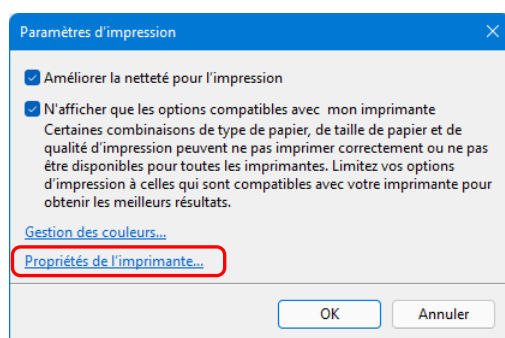 Paramètres d'impression
Améliorer la netteté pour l'impression
N'afficher que les options compatibles avec mon imprimante
Certaines combinaisons de type de papier, de taille de papier et de
qualité d'impression peuvent ne pas imprimer correctement ou ne pas
être disponibles pour toutes les imprimantes. Limitez vos options
d'impression à celles qui sont compatibles avec votre imprimante pour
obtenir les meilleurs résultats.
Gestion des couleurs...
Propriétés de l'imprimante...
OK Annuler